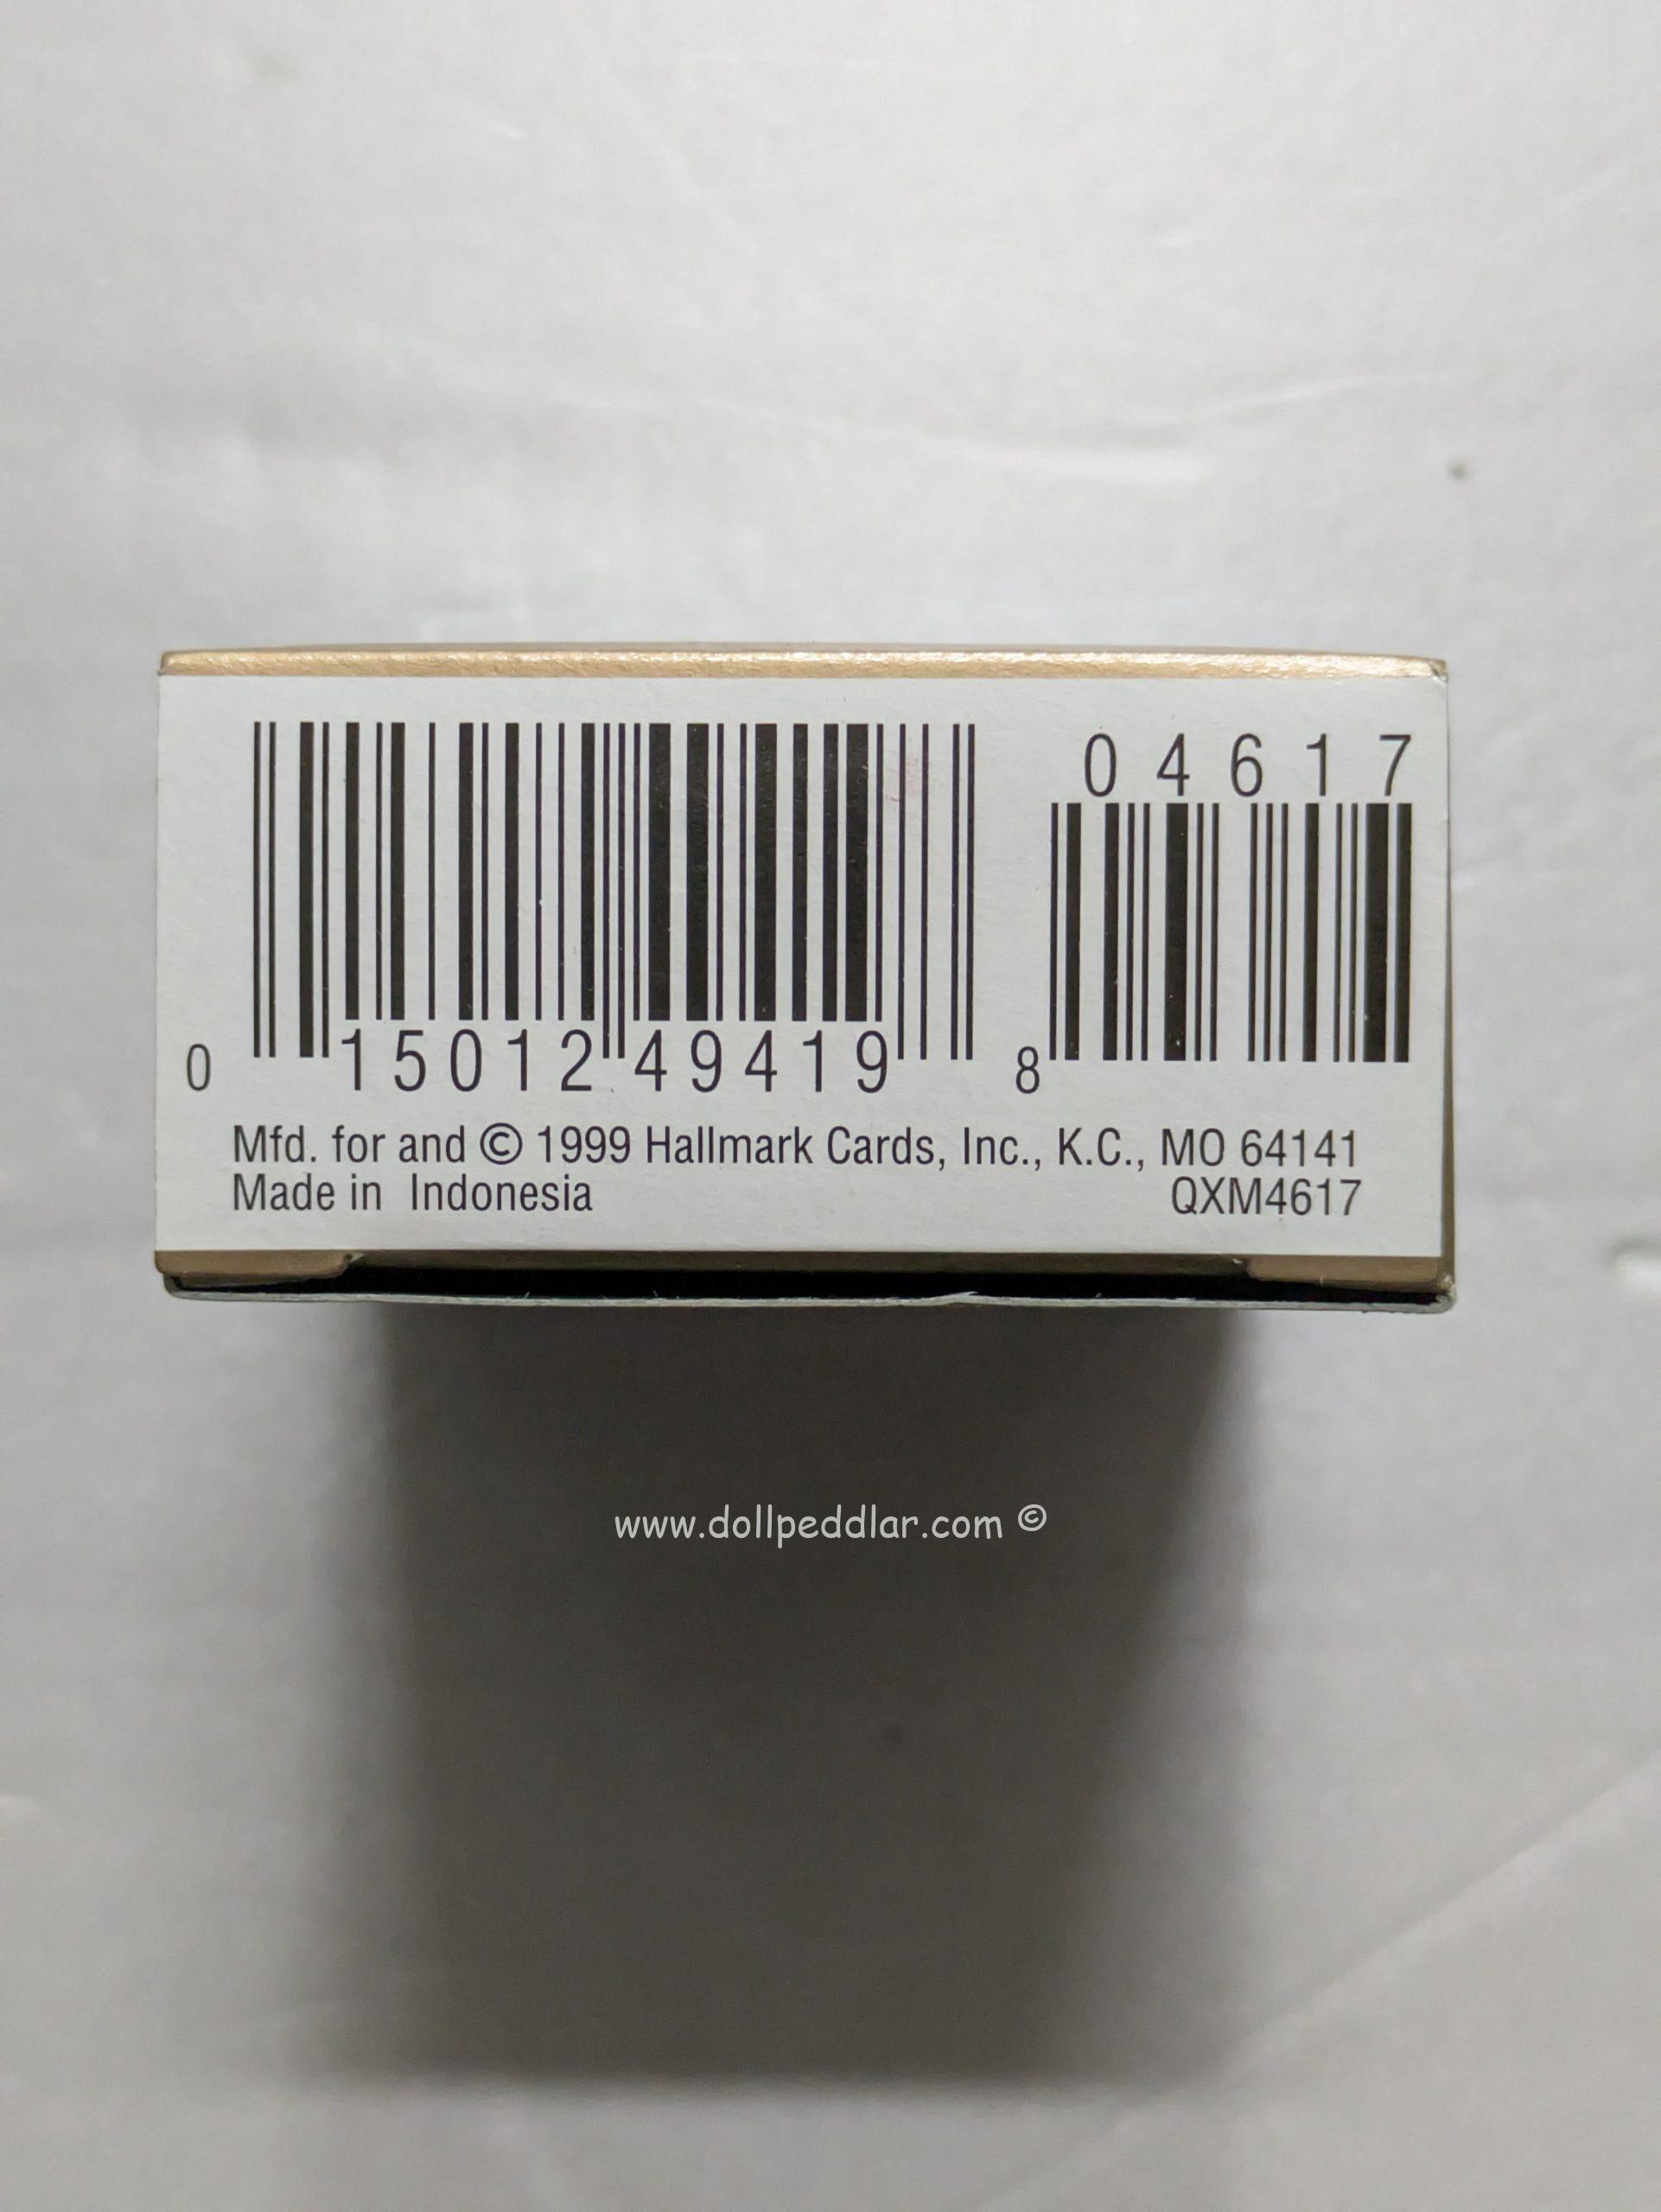 04617
0 15012 49419 8
Mfd. for and © 1999 Hallmark Cards, Inc., K.C., MO 64141
Made in Indonesia QXM4617
www.dollpeddlar.com ©